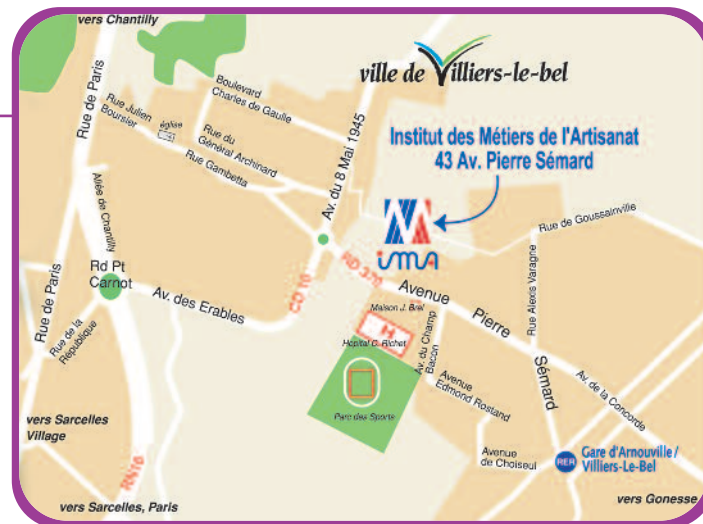 vers Chantilly
ville de Villiers-le-bel
Rue de Paris
Boulevard
Charles de Gaulle
Rue Julien
Boursier
église
Rue du
Général Archinard
Rue Gambetta
Av. du 8 Mai 1945
Institut des Métiers de l'Artisanat
43 Av. Pierre Sémard
Allée de Chantilly
Rue de Goussainville
ima
Rue Alexis Varagne
Rd Pt
Carnot
RD 370
CD 10
Av. des Erables
Avenue
Pierre
Sémard
Maison J. Brel
H
Hôpital C. Richet
Rue de Paris
Rue de la
République
Av. du Champ
Bacon
Avenue
Edmond Rostand
Av. de la Concorde
Parc des Sports
vers Sarcelles
Village
Avenue
de Choiseul
RER
Gare d'Arnouville /
Villiers-Le-Bel
RN16
vers Sarcelles, Paris
vers Gonesse